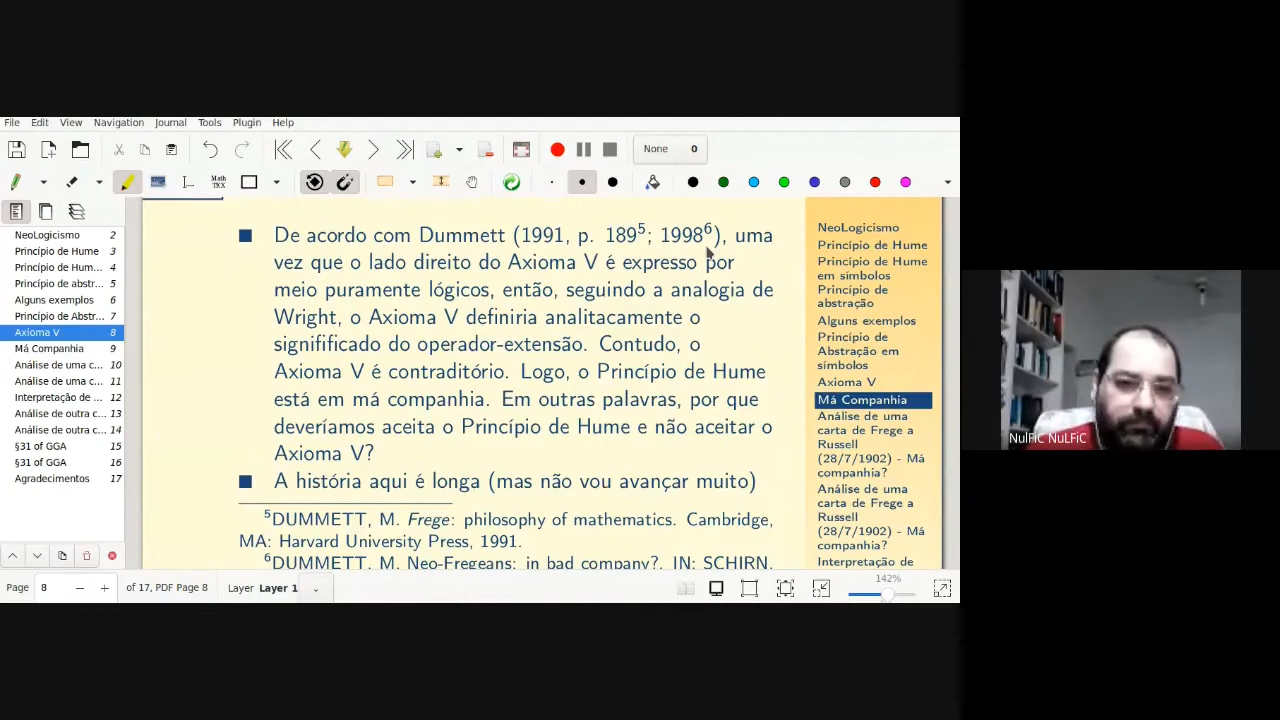 File Edit View Navigation Journal Tools Plugin Help
None 0
Math
TEX
NeoLogicismo 2
Princípio de Hume 3
Princípio de Hum... 4
Princípio de abstr... 5
Alguns exemplos 6
Princípio de Abstr... 7
Axioma V 8
Má Companhia 9
Análise de uma c... 10
Análise de uma c... 11
Interpretação de ... 12
Análise de outra c... 13
Análise de outra c... 14
§31 of GGA 15
§31 of GGA 16
Agradecimentos 17
■ De acordo com Dummett (1991, p. 189⁵; 1998⁶), uma
vez que o lado direito do Axioma V é expresso por
meio puramente lógicos, então, seguindo a analogia de
Wright, o Axioma V definiria analitacamente o
signifificado do operador-extensão. Contudo, o
Axioma V é contraditório. Logo, o Princípio de Hume
está em má companhia. Em outras palavras, por que
deveríamos aceita o Princípio de Hume e não aceitar o
Axioma V?
■ A história aqui é longa (mas não vou avançar muito)
⁵DUMMETT, M. Frege: philosophy of mathematics. Cambridge,
MA: Harvard University Press, 1991.
⁶DUMMETT, M. Neo-Fregeans: in bad company?. IN: SCHIRN,
NeoLogicismo
Princípio de Hume
Princípio de Hume
em símbolos
Princípio de
abstração
Alguns exemplos
Princípio de
Abstração em
símbolos
Axioma V
Má Companhia
Análise de uma
carta de Frege a
Russell
(28/7/1902) - Má
companhia?
Análise de uma
carta de Frege a
Russell
(28/7/1902) - Má
companhia?
Interpretação de
Page 8 of 17, PDF Page 8 Layer Layer 1
142%
NulFiC NuLFiC